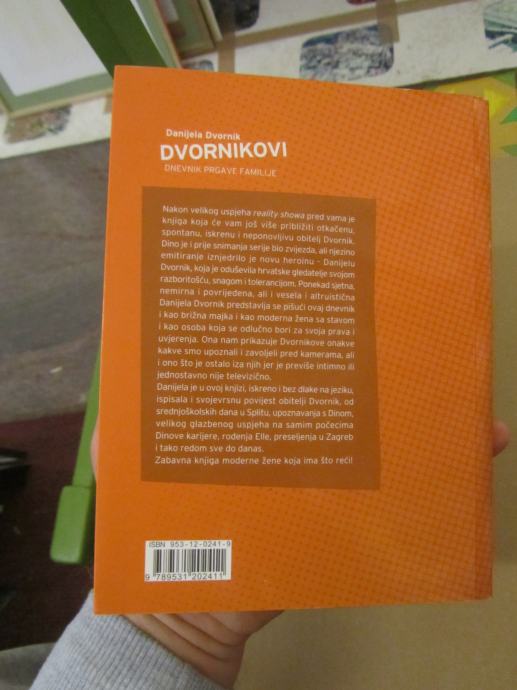 Danijela Dvornik
DVORNIKOVI
DNEVNIK PRGAVE FAMILIJE
Nakon velikog uspjeha reality showa pred vama je
knjiga koja će vam još više približiti otkačenu,
spontanu, iskrenu i neponovljivu obitelj Dvornik.
Dino je i prije snimanja serije bio zvijezda, ali njezino
emitiranje iznjedrilo je novu heroinu - Danijelu
Dvornik, koja je oduševila hrvatske gledatelje svojom
razboritošću, snagom i tolerancijom. Ponekad sjetna,
nemirna i povrijeđena, ali i vesela i altruistična
Danijela Dvornik predstavlja se pišući ovaj dnevnik
i kao brižna majka i kao moderna žena sa stavom
i kao osoba koja se odlučno bori za svoja prava i
uvjerenja. Ona nam prikazuje Dvornikove onakve
kakve smo upoznali i zavoljeli pred kamerama, ali
i ono što je ostalo iza njih jer je previše intimno ili
jednostavno nije televizično.
Danijela je u ovoj knjizi, iskreno i bez dlake na jeziku,
ispisala i svojevrsnu povijest obitelji Dvornik, od
srednjoškolskih dana u Splitu, upoznavanja s Dinom,
velikog glazbenog uspjeha na samim počecima
Dinove karijere, rođenja Elle, preseljenja u Zagreb
i tako redom sve do danas.
Zabavna knjiga moderne žene koja ima što reći!
ISBN 953-12-0241-9
9 789531 202411